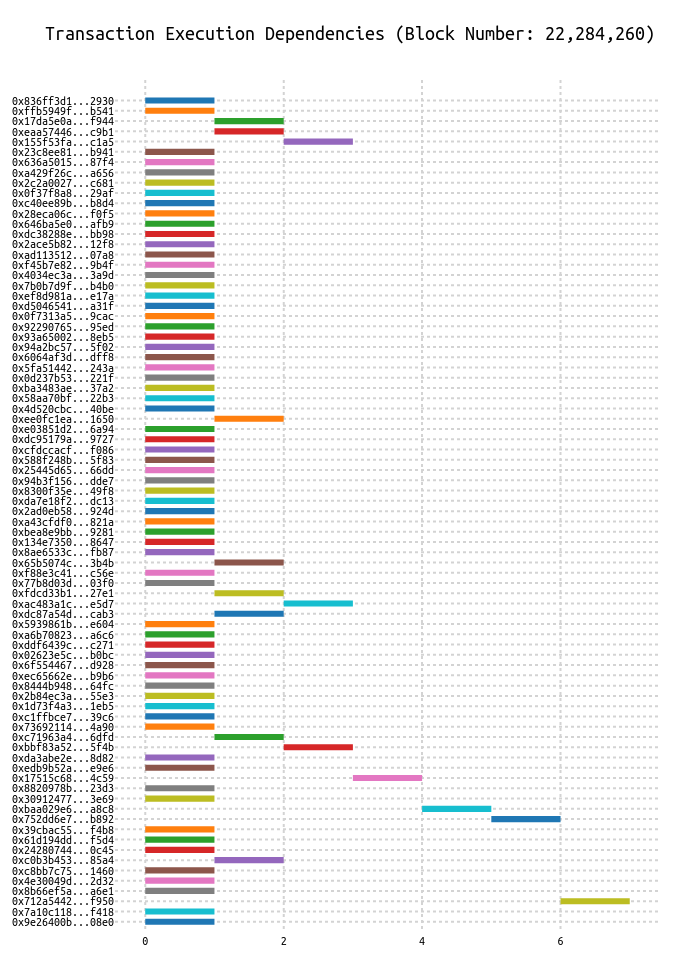 Transaction Execution Dependencies (Block Number: 22,284,260)
0x836ff3d1...2930
0xffb5949f...b541
0x17da5e0a...f944
0xeaa57446...c9b1
0x155f53fa...c1a5
0x23c8ee81...b941
0x636a5015...87f4
0xa429f26c...a656
0x2c2a0027...c681
0x0f37f8a8...29af
0xc40ee89b...b8d4
0x28eca06c...f0f5
0x646ba5e0...afb9
0xdc38288e...bb98
0x2ace5b82...12f8
0xad113512...07a8
0xf45b7e82...9b4f
0x4034ec3a...3a9d
0x7b0b7d9f...b4b0
0xef8d981a...e17a
0xd5046541...a31f
0x0f7313a5...9cac
0x92290765...95ed
0x93a65002...8eb5
0x94a2bc57...5f02
0x6064af3d...dff8
0x5fa51442...243a
0x0d237b53...221f
0xba3483ae...37a2
0x58aa70bf...22b3
0x4d520cbc...40be
0xee0fc1ea...1650
0xe03851d2...6a94
0xdc95179a...9727
0xcfdccacf...f086
0x588f248b...5f83
0x25445d65...66dd
0x94b3f156...dde7
0x8300f35e...49f8
0xda7e18f2...dc13
0x2ad0eb58...924d
0xa43cfdf0...821a
0xbea8e9bb...9281
0x134e7350...8647
0x8ae6533c...fb87
0x65b5074c...3b4b
0xf88e3c41...c56e
0x77b8d03d...03f0
0xfdcd33b1...27e1
0xac483a1c...e5d7
0xdc87a54d...cab3
0x5939861b...e604
0xa6b70823...a6c6
0xddf6439c...c271
0x02623e5c...b0bc
0x6f554467...d928
0xec65662e...b9b6
0x8444b948...64fc
0x2b84ec3a...55e3
0x1d73f4a3...1eb5
0xc1ffbce7...39c6
0x73692114...4a90
0xc71963a4...6dfd
0xbbf83a52...5f4b
0xda3abe2e...8d82
0xedb9b52a...e9e6
0x17515c68...4c59
0x8820978b...23d3
0x30912477...3e69
0xbaa029e6...a8c8
0x752dd6e7...b892
0x39cbac55...f4b8
0x61d194dd...f5d4
0x24280744...0c45
0xc0b3b453...85a4
0xc8bb7c75...1460
0x4e30049d...2d32
0x8b66ef5a...a6e1
0x712a5442...f950
0x7a10c118...f418
0x9e26400b...08e0
0 2 4 6